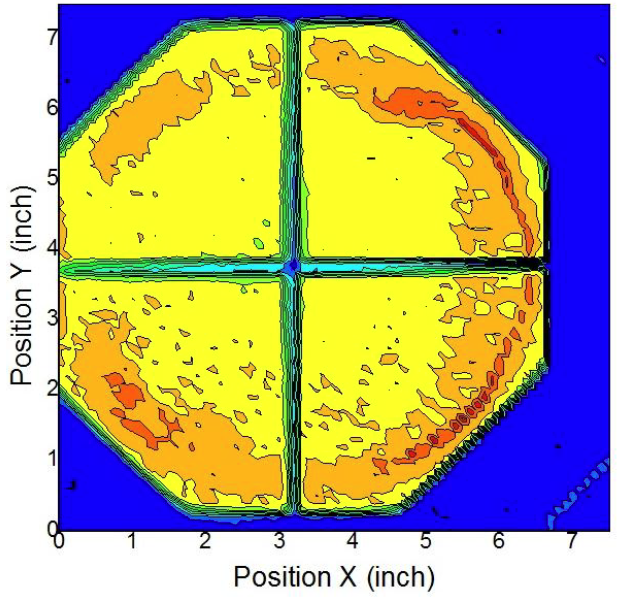 7
6
5
4
3
2
1
0
Position Y (inch)
0 1 2 3 4 5 6 7
Position X (inch)